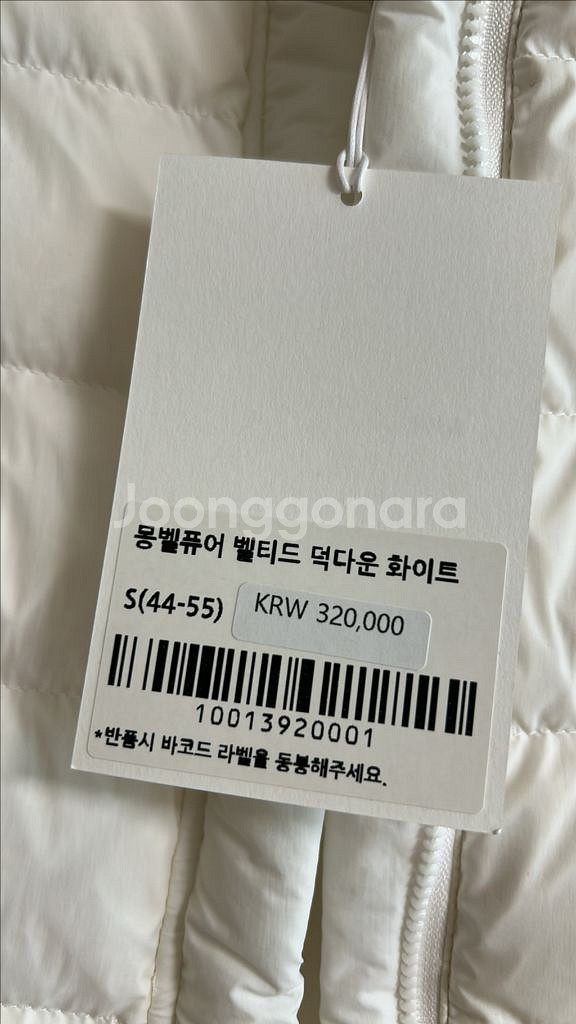 Joonggonara
몽벨퓨어 벨티드 덕다운 화이트
S(44-55) KRW 320,000
10013920001
*반품시 바코드 라벨을 동봉해주세요.